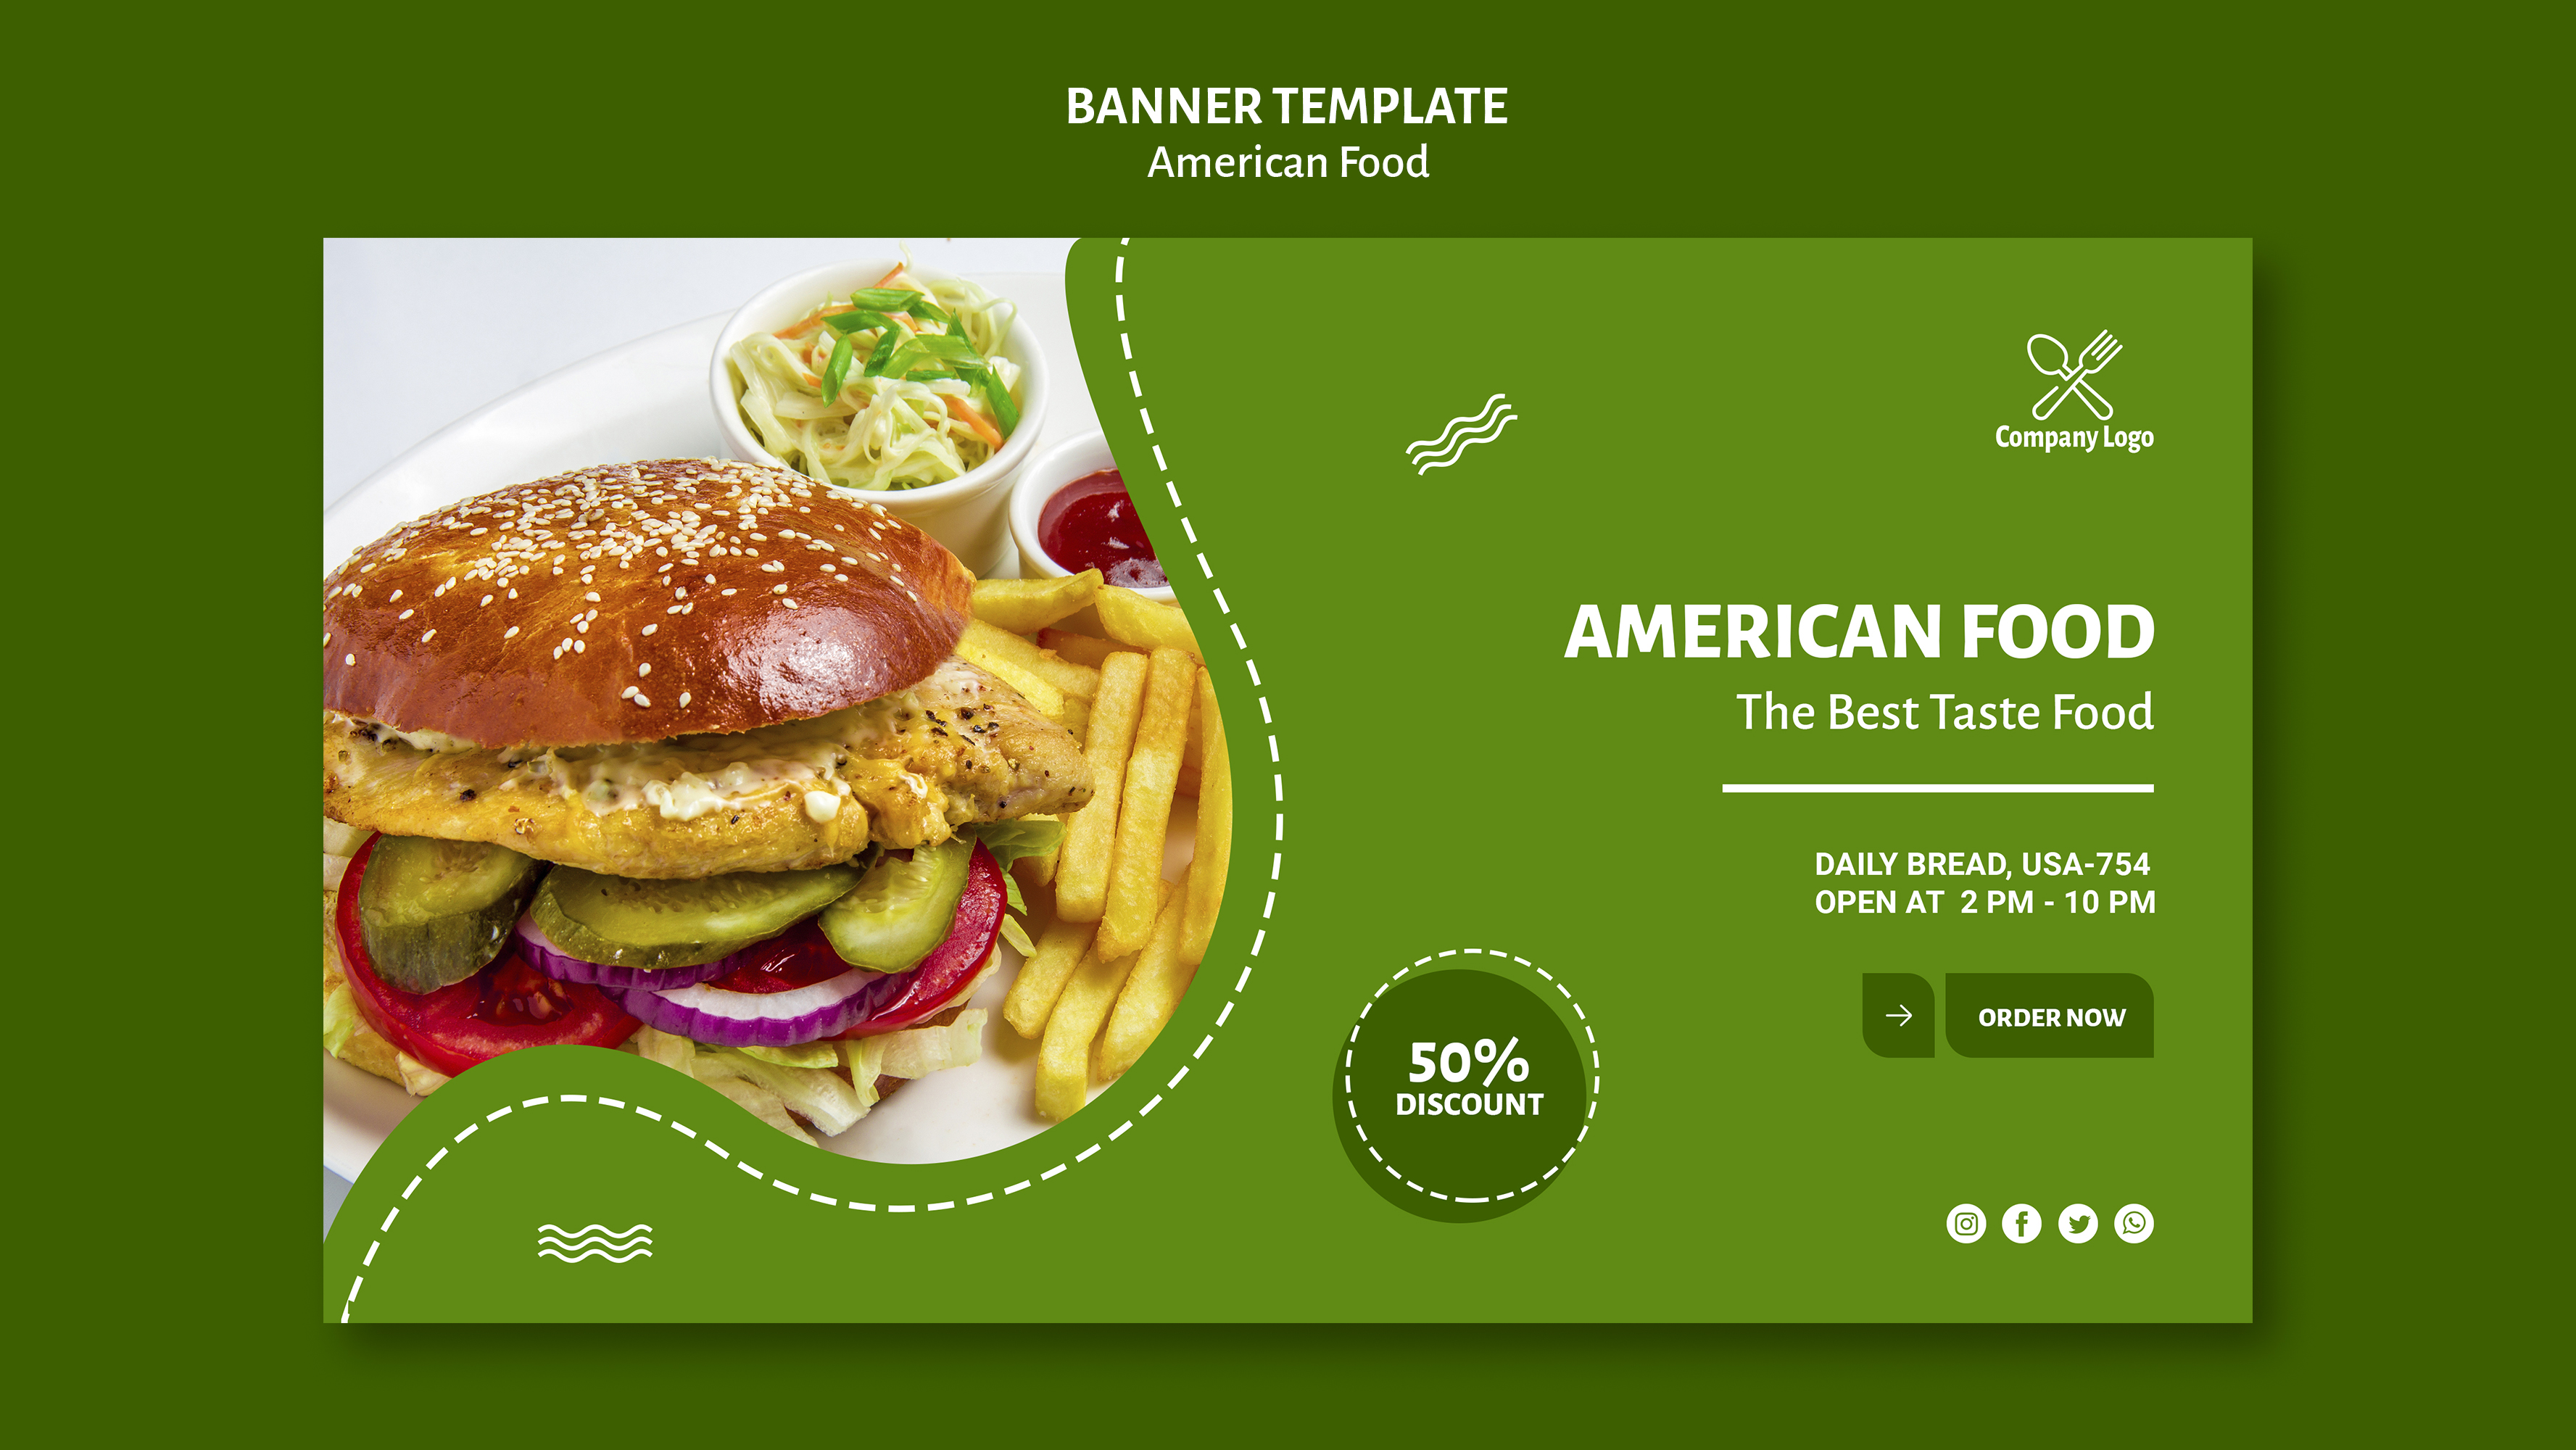 BANNER TEMPLATE
American Food
Company Logo
AMERICAN FOOD
The Best Taste Food
DAILY BREAD, USA-754
OPEN AT 2 PM - 10 PM
ORDER NOW
50%
DISCOUNT